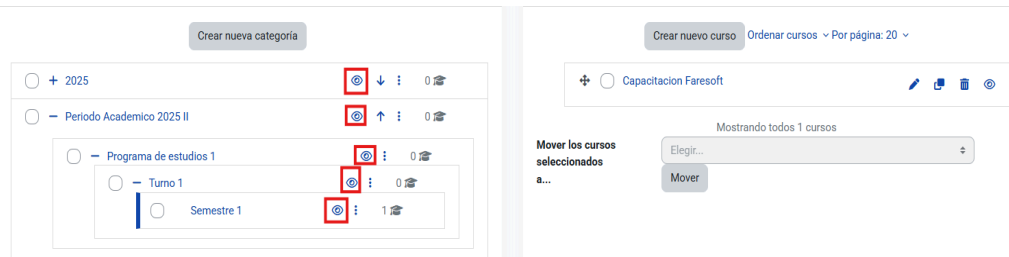 Crear nueva categoría
2025
0
Periodo Academico 2025 II
0
Programa de estudios 1
0
Turno 1
0
Semestre 1
1
Crear nuevo curso Ordenar cursos Por página: 20
Capacitacion Faresoft
Mostrando todos 1 cursos
Mover los cursos
seleccionados
a...
Elegir...
Mover